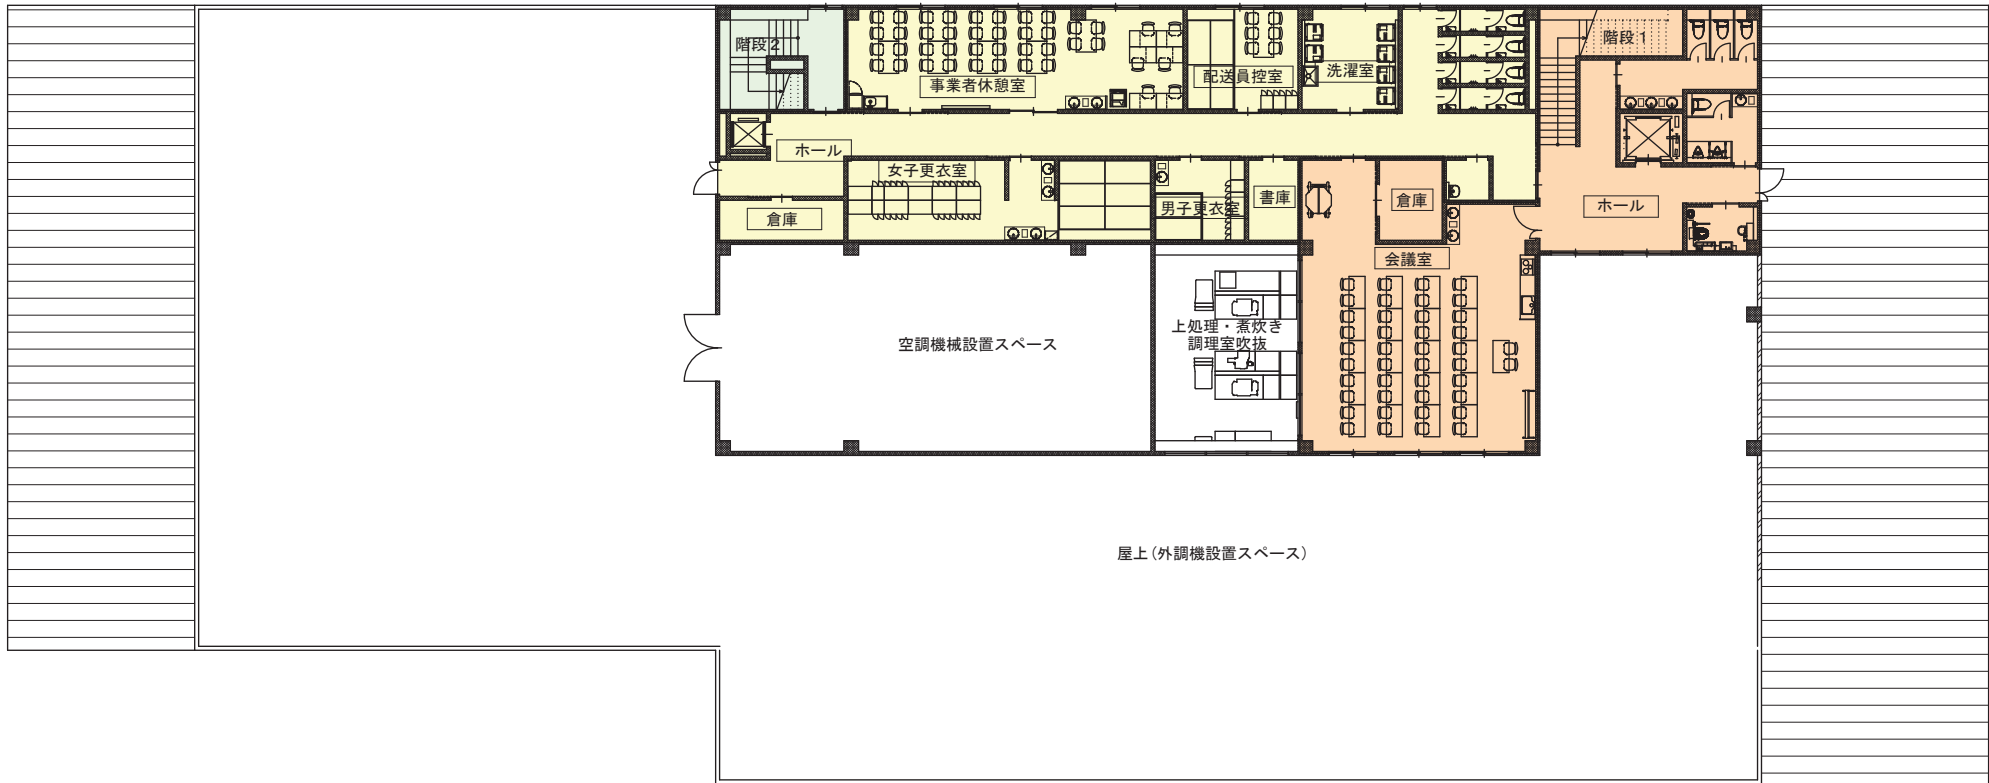 階段2
事業者休憩室
配送員控室
洗濯室
階段1
ホール
女子更衣室
男子更衣室
書庫
倉庫
ホール
倉庫
会議室
空調機械設置スペース
上処理・煮炊き
調理室吹抜
屋上(外調機設置スペース)